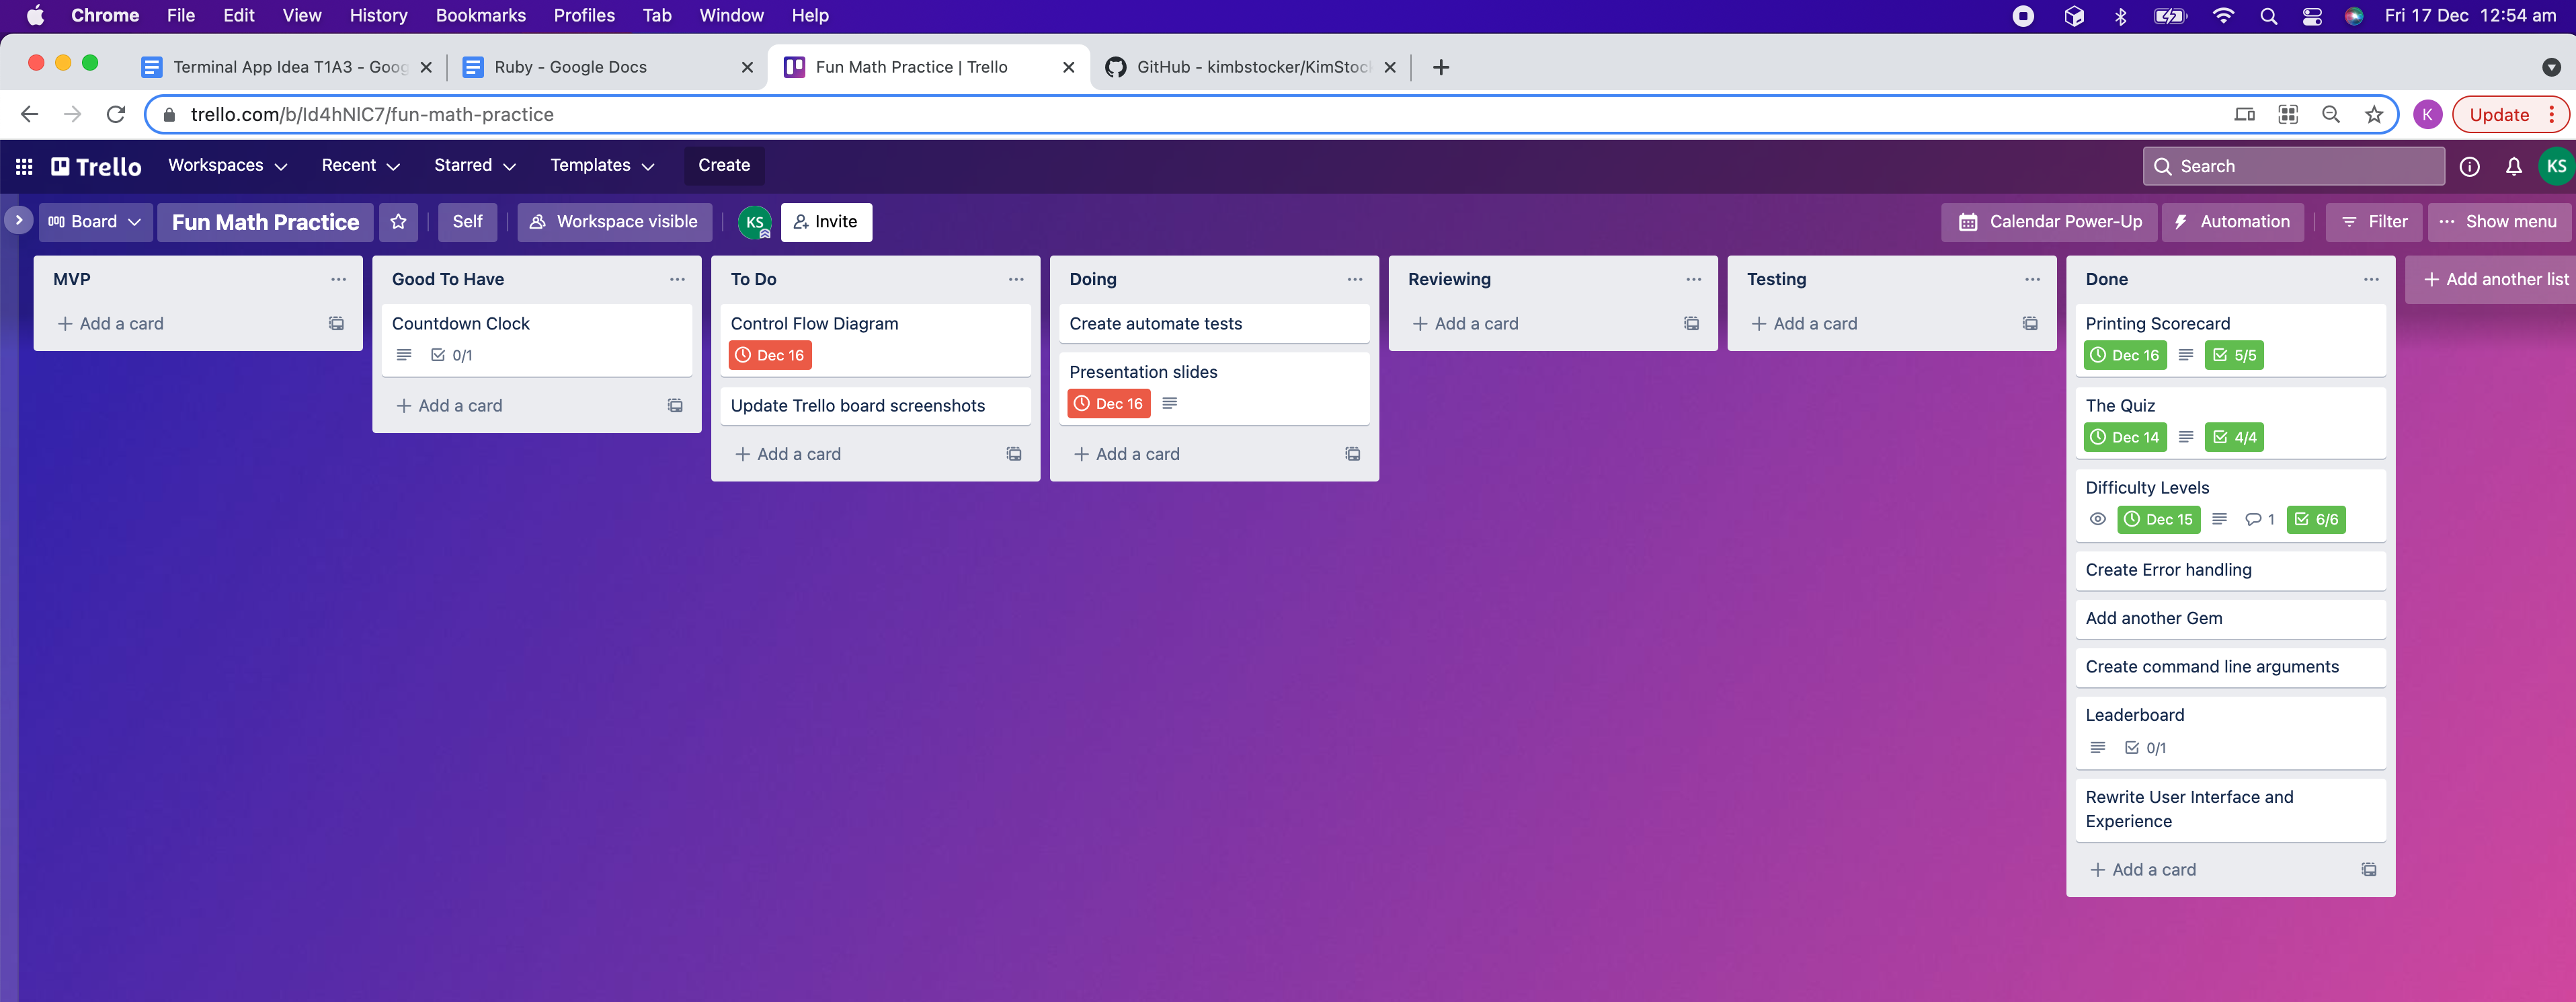 Chrome File Edit View History Bookmarks Profiles Tab Window Help Fri 17 Dec 12:54 am
Terminal App Idea T1A3 - Goog Ruby - Google Docs Fun Math Practice | Trello GitHub - kimbstocker/KimStoc
trello.com/b/ld4hNlC7/fun-math-practice K Update
Trello Workspaces Recent Starred Templates Create Search KS
Board Fun Math Practice Self Workspace visible KS Invite Calendar Power-Up Automation Filter ... Show menu
MVP
+ Add a card
Good To Have
Countdown Clock
0/1
+ Add a card
To Do
Control Flow Diagram
Dec 16
Update Trello board screenshots
+ Add a card
Doing
Create automate tests
Presentation slides
Dec 16
+ Add a card
Reviewing
+ Add a card
Testing
+ Add a card
Done
Printing Scorecard
Dec 16 5/5
The Quiz
Dec 14 4/4
Difficulty Levels
Dec 15 1 6/6
Create Error handling
Add another Gem
Create command line arguments
Leaderboard
0/1
Rewrite User Interface and
Experience
+ Add a card
+ Add another list